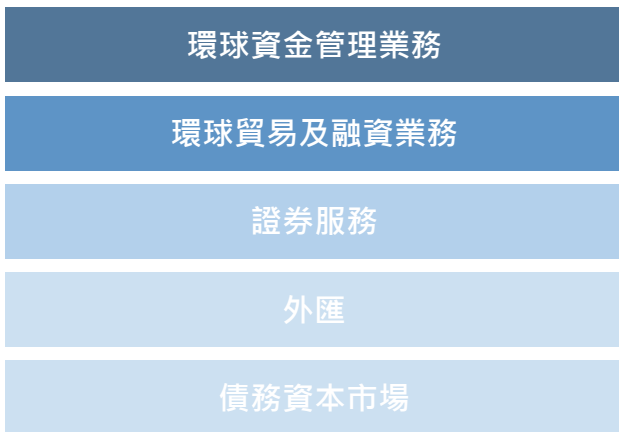 環球資金管理業務
環球貿易及融資業務
證券服務
外匯
債務資本市場